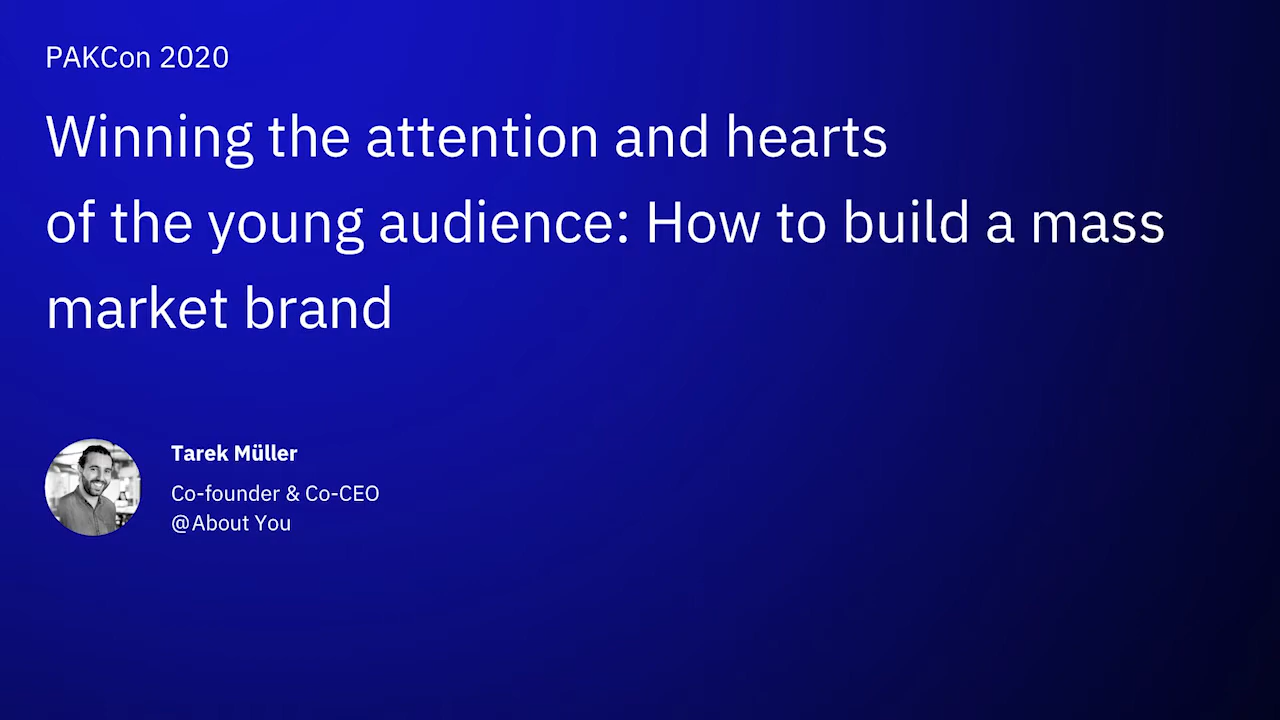 PAKCon 2020
Winning the attention and hearts
of the young audience: How to build a mass
market brand
Tarek Müller
Co-founder & Co-CEO
@About You